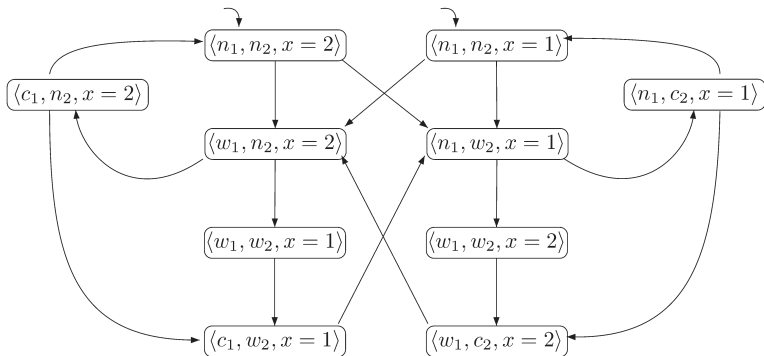 ⟨n₁, n₂, x = 2⟩
⟨n₁, n₂, x = 1⟩
⟨c₁, n₂, x = 2⟩
⟨n₁, c₂, x = 1⟩
⟨w₁, n₂, x = 2⟩
⟨n₁, w₂, x = 1⟩
⟨w₁, w₂, x = 1⟩
⟨w₁, w₂, x = 2⟩
⟨c₁, w₂, x = 1⟩
⟨w₁, c₂, x = 2⟩